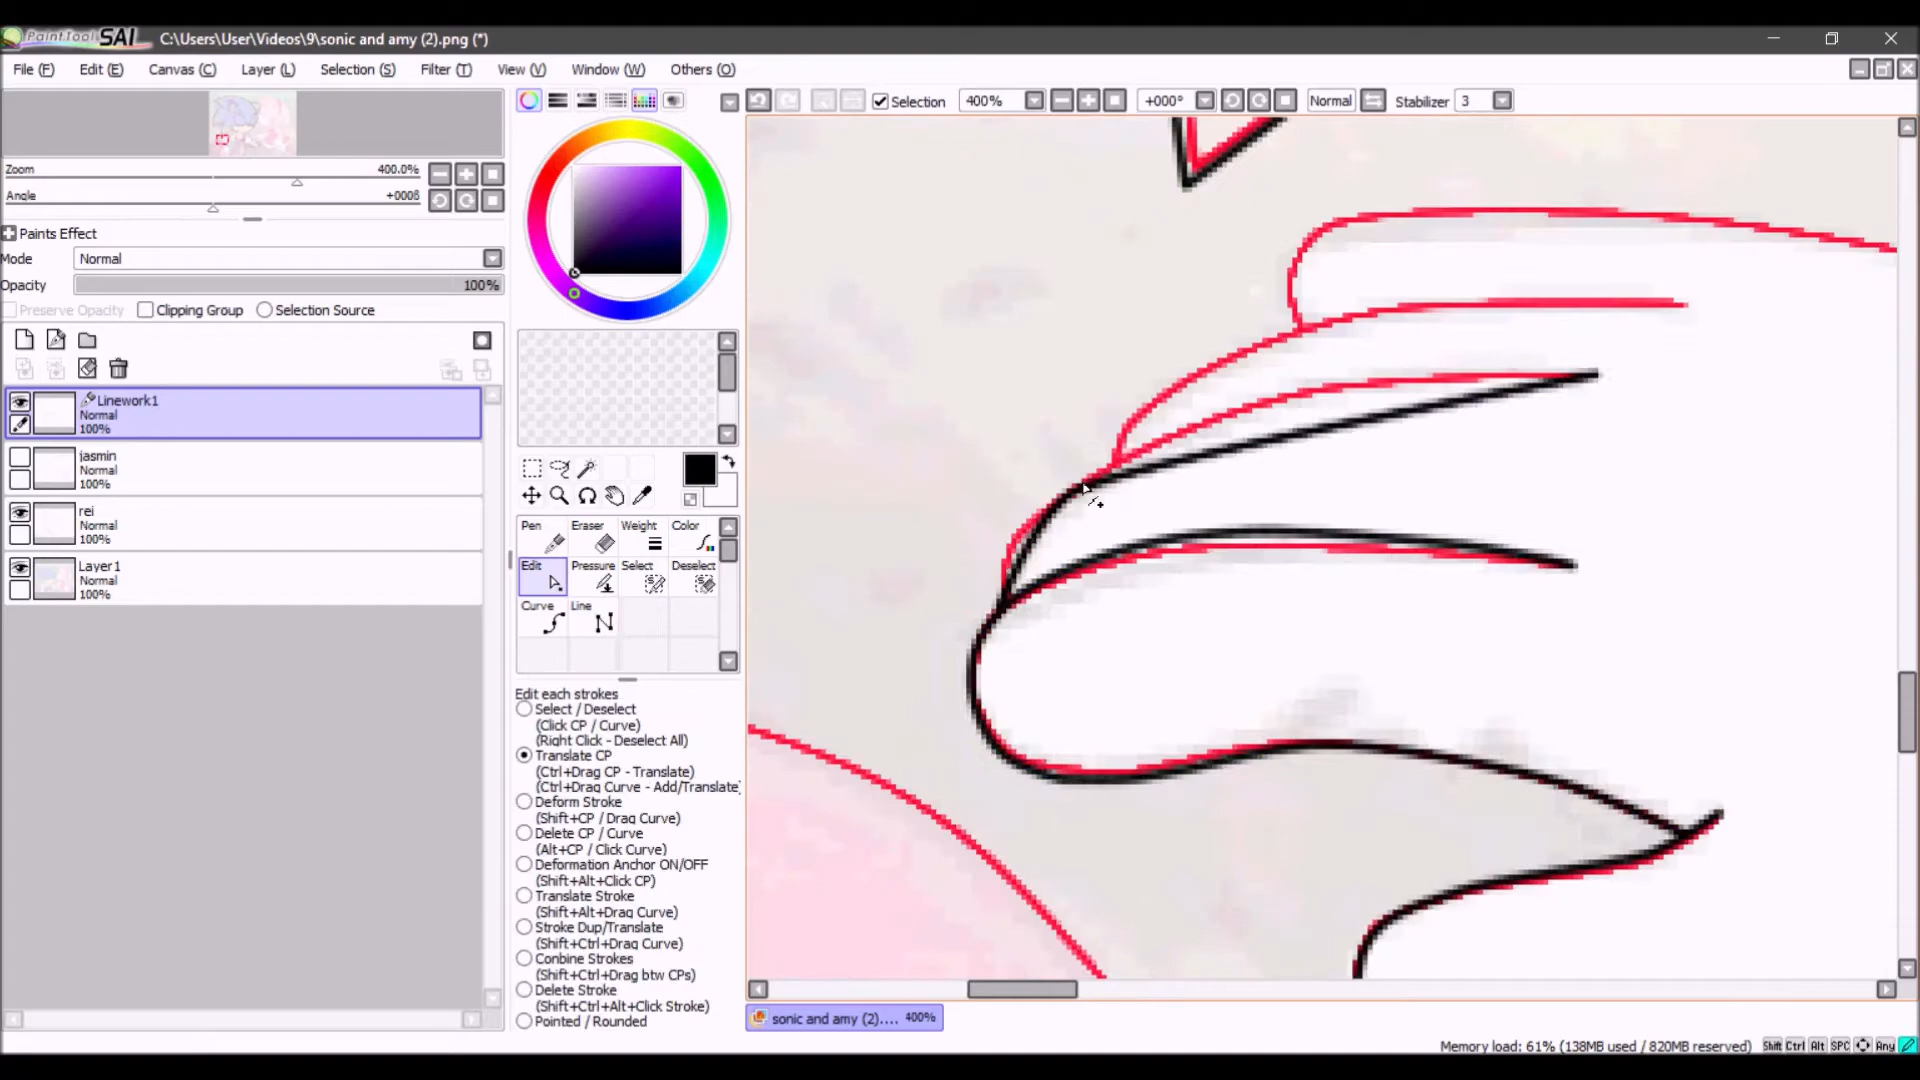 PaintTool SAI C:\Users\User\Videos\9\sonic and amy (2).png (*)
File (F) Edit (E) Canvas (C) Layer (L) Selection (S) Filter (T) View (V) Window (W) Others (O)
Selection 400% +000° Normal Stabilizer 3
Zoom 400.0%
Angle +000ß
Paints Effect
Mode Normal
Opacity 100%
Preserve Opacity Clipping Group Selection Source
Linework1
Normal
100%
jasmin
Normal
100%
rei
Normal
100%
Layer1
Normal
100%
Pen Eraser Weight Color
Edit Pressure Select Deselect
Curve Line
Edit each strokes
Select / Deselect
(Click CP / Curve)
(Right Click - Deselect All)
Translate CP
(Ctrl+Drag CP - Translate)
(Ctrl+Drag Curve - Add/Translate)
Deform Stroke
(Shift+CP / Drag Curve)
Delete CP / Curve
(Alt+CP / Click Curve)
Deformation Anchor ON/OFF
(Shift+Alt+Click CP)
Translate Stroke
(Shift+Alt+Drag Curve)
Stroke Dup/Translate
(Shift+Ctrl+Drag Curve)
Conbine Strokes
(Shift+Ctrl+Drag btw CPs)
Delete Stroke
(Shift+Ctrl+Alt+Click Stroke)
Pointed / Rounded
sonic and amy (2).... 400%
Memory load: 61% (138MB used / 820MB reserved) Shift Ctrl Alt SPC Any